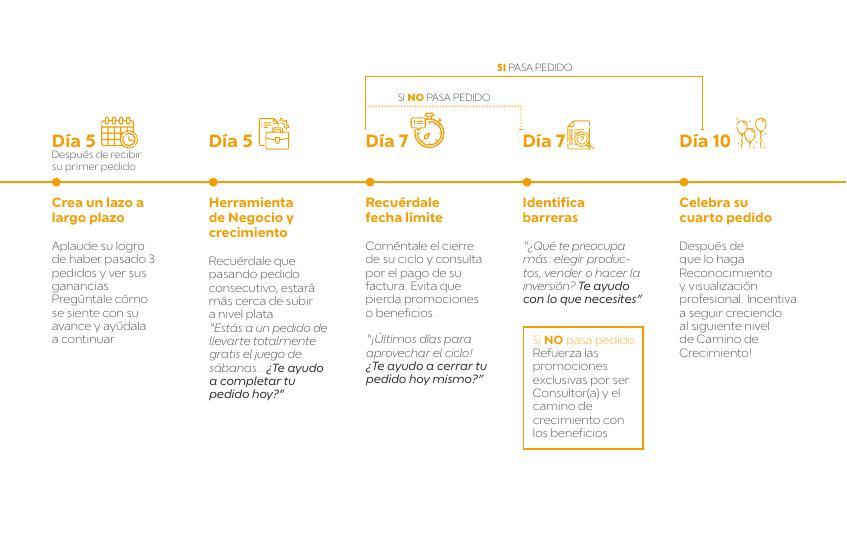 SI PASA PEDIDO
SI NO PASA PEDIDO
Día 5
Después de recibir
su primer pedido
Crea un lazo a
largo plazo
Aplaude su logro
de haber pasado 3
pedidos y ver sus
ganancias
Pregúntale cómo
se siente con su
avance y ayúdala
a continuar.
Día 5
Herramienta
de Negocio y
crecimiento
Recuérdale que
pasando pedido
consecutivo, estará
más cerca de subir
a nivel plata.
"Estás a un pedido de
llevarte totalmente
gratis el juego de
sábanas... ¿Te ayudo
a completar tu
pedido hoy?"
Día 7
Recuérdale
fecha límite
Coméntale el cierre
de su ciclo y consulta
por el pago de su
factura. Evita que
pierda promociones
o beneficios .
"¡Últimos días para
aprovechar el ciclo!
¿Te ayudo a cerrar tu
pedido hoy mismo?"
Día 7
Identifica
barreras
"¿Qué te preocupa
más: elegir produc-
tos, vender o hacer la
inversión? Te ayudo
con lo que necesites"
Si NO pasa pedido
Refuerza las
promociones
exclusivas por ser
Consultor(a) y el
camino de
crecimiento con
los beneficios
Día 10
Celebra su
cuarto pedido
Después de
que lo haga
Reconocimiento
y visualización
profesional. Incentiva
a seguir creciendo
al siguiente nivel
de Camino de
Crecimiento!